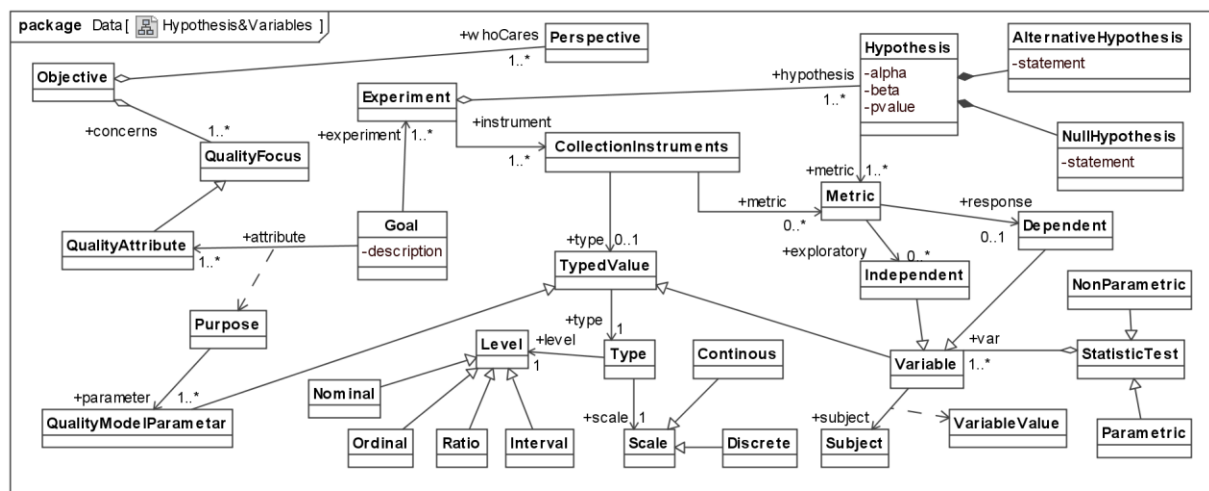 package Data[ Hypothesis&Variables ]
+whoCares
Perspective
1..*
Objective
Hypothesis
-alpha
-beta
-pvalue
AlternativeHypothesis
-statement
+hypothesis
1..*
Experiment
+concerns
1..*
+experiment
1..*
+instrument
1..*
CollectionInstruments
NullHypothesis
-statement
QualityFocus
+metric
1..*
Metric
+metric
0..*
+response
0..1
Dependent
Goal
-description
+attribute
1..*
QualityAttribute
+type
0..1
TypedValue
+exploratory
0..*
Independent
NonParametric
Purpose
+type
1
+level
1
Level
Type
Continous
+var
1..*
Variable
StatisticTest
Nominal
+parameter
1..*
QualityModelParametar
+scale
1
+subject
Subject
VariableValue
Parametric
Ordinal
Ratio
Interval
Scale
Discrete